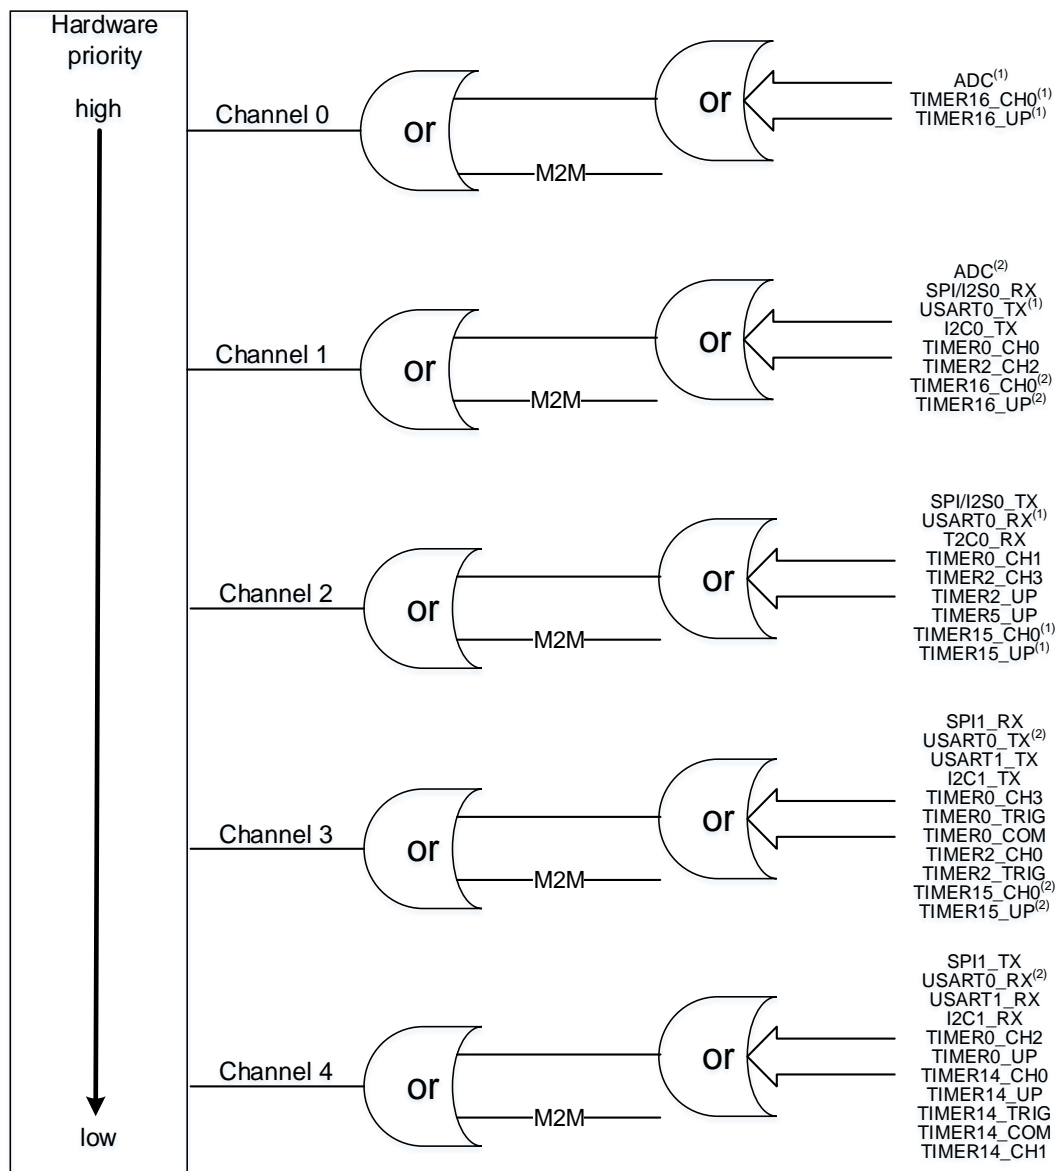 Hardware
priority
high
low
Channel 0
or
M2M
or
ADC(1)
TIMER16_CH0(1)
TIMER16_UP(1)
Channel 1
or
M2M
or
ADC(2)
SPI/I2S0_RX
USART0_TX(1)
I2C0_TX
TIMER0_CH0
TIMER2_CH2
TIMER16_CH0(2)
TIMER16_UP(2)
Channel 2
or
M2M
or
SPI/I2S0_TX
USART0_RX(1)
T2C0_RX
TIMER0_CH1
TIMER2_CH3
TIMER2_UP
TIMER5_UP
TIMER15_CH0(1)
TIMER15_UP(1)
Channel 3
or
M2M
or
SPI1_RX
USART0_TX(2)
USART1_TX
I2C1_TX
TIMER0_CH3
TIMER0_TRIG
TIMER0_COM
TIMER2_CH0
TIMER2_TRIG
TIMER15_CH0(2)
TIMER15_UP(2)
Channel 4
or
M2M
or
SPI1_TX
USART0_RX(2)
USART1_RX
I2C1_RX
TIMER0_CH2
TIMER0_UP
TIMER14_CH0
TIMER14_UP
TIMER14_TRIG
TIMER14_COM
TIMER14_CH1